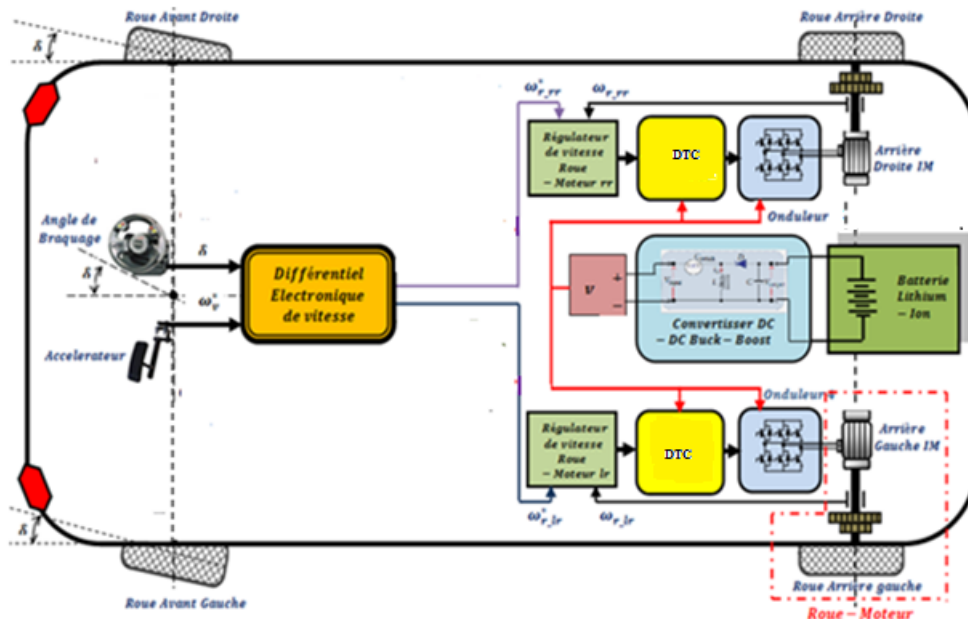 Roue Avant Droite
Roue Arrière Droite
δ
ω*r_rr
ωr_rr
Régulateur
de vitesse
Roue
− Moteur rr
DTC
Arrière
Droite IM
Onduleur
Angle de
Braquage
δ
δ
ω*v
Accelerateur
Différentiel
Electronique
de vitesse
v
+
−
Convertisser DC
− DC Buck − Boost
Batterie
Lithium
− Ion
Régulateur
de vitesse
Roue
− Moteur lr
DTC
Arrière
Gauche IM
ω*r_lr
ωr_lr
δ
Roue Avant Gauche
Roue Arrière gauche
Roue − Moteur